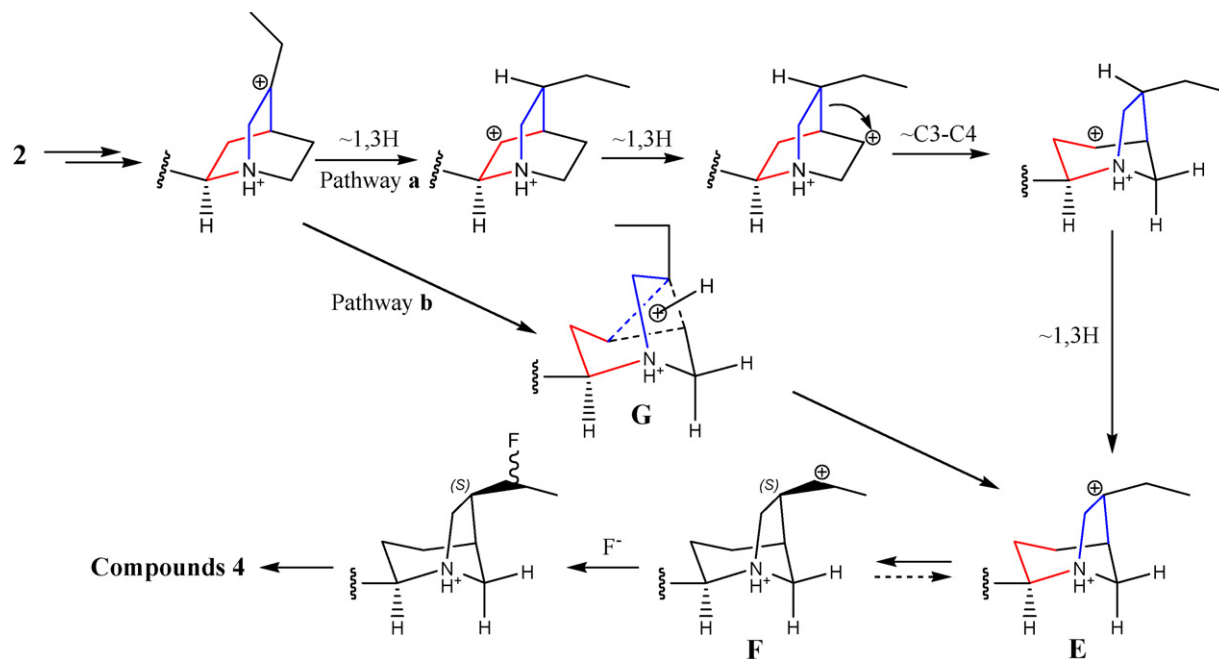 H
⊕
H
⊕
H
⊕
H
⊕
2
N
H⁺
H
~1,3H
Pathway a
N
H⁺
H
~1,3H
N
H⁺
H
~C3-C4
N
H⁺
H
H
H
Pathway b
⊕
H
N
H⁺
H
H
H
G
~1,3H
F
(S)
(S)
⊕
⊕
Compounds 4
N
H⁺
H
H
H
F⁻
N
H⁺
H
H
H
F
N
H⁺
H
H
H
E